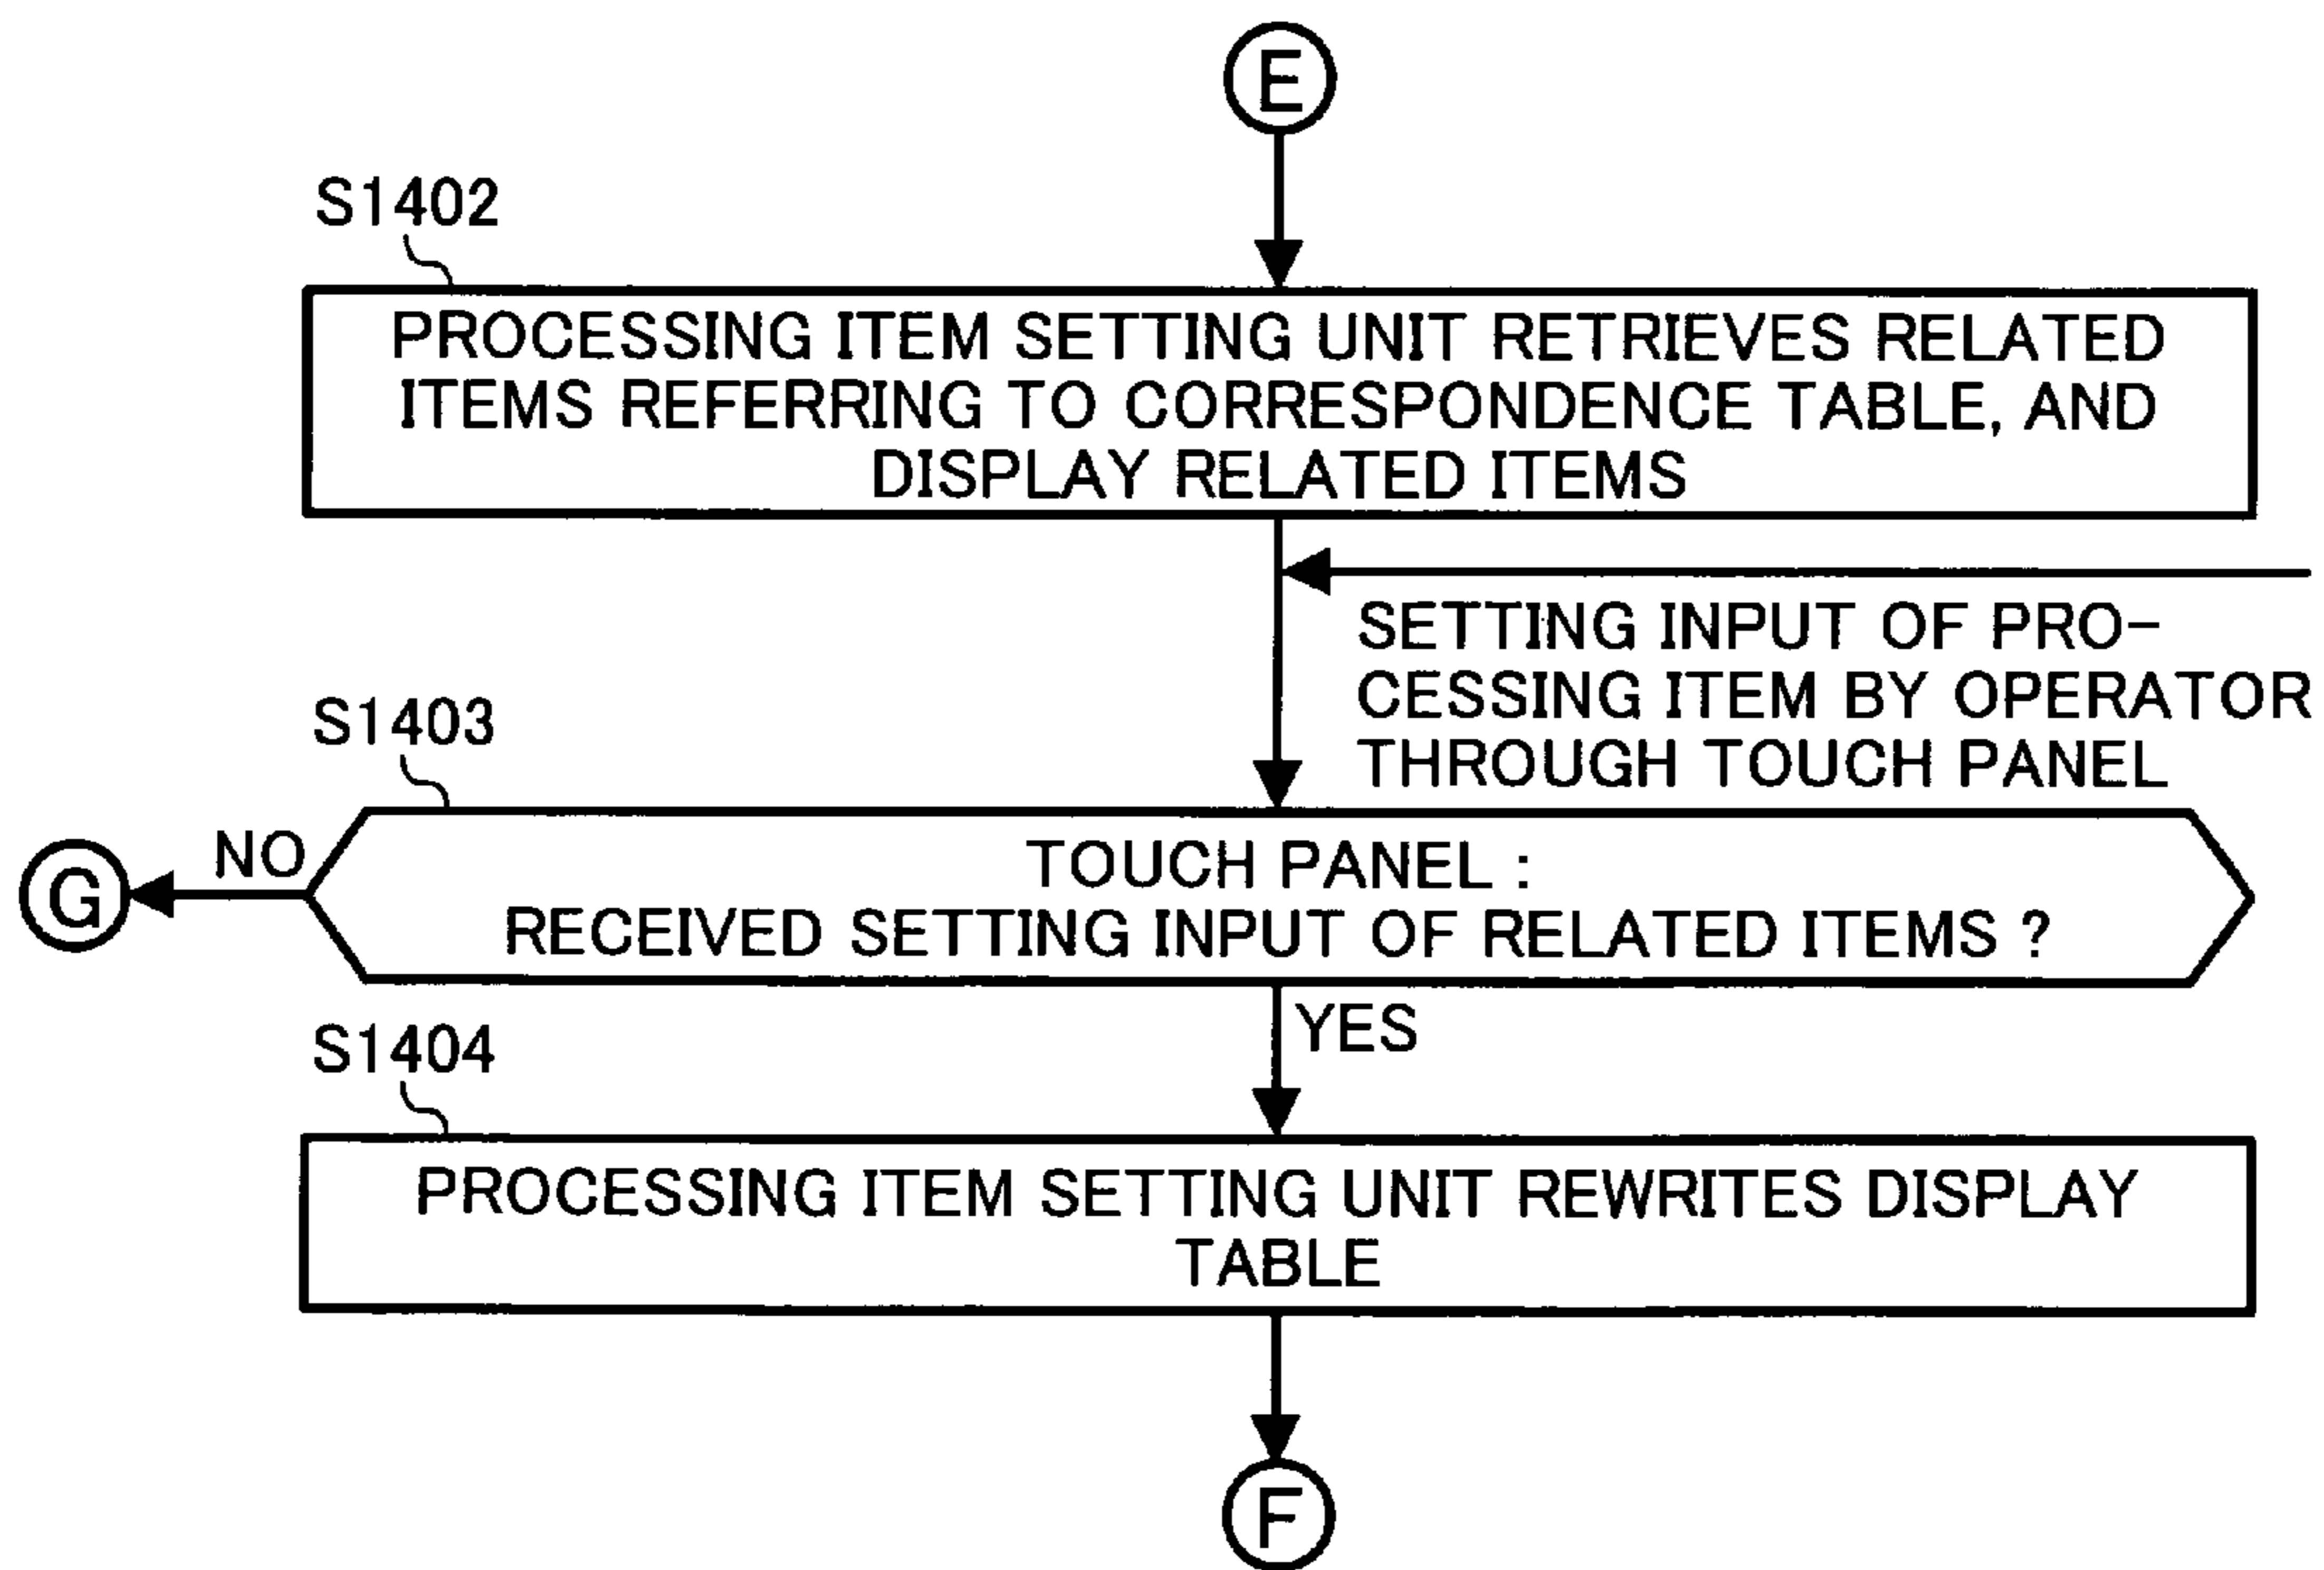 E
S1402
PROCESSING ITEM SETTING UNIT RETRIEVES RELATED
ITEMS REFERRING TO CORRESPONDENCE TABLE, AND
DISPLAY RELATED ITEMS
SETTING INPUT OF PRO-
CESSING ITEM BY OPERATOR
THROUGH TOUCH PANEL
S1403
G
NO
TOUCH PANEL :
RECEIVED SETTING INPUT OF RELATED ITEMS ?
YES
S1404
PROCESSING ITEM SETTING UNIT REWRITES DISPLAY
TABLE
F